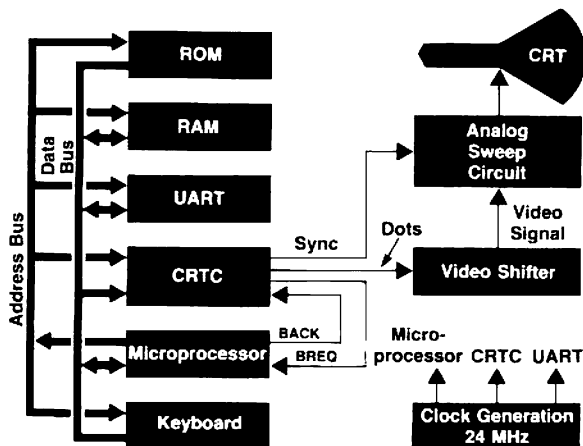 ROM
CRT
RAM
Analog
Sweep
Circuit
Data
Bus
UART
Address Bus
Sync
Dots
Video
Signal
CRTC
Video Shifter
BACK
Micro-
processor CRTC UART
Microprocessor
BREQ
Keyboard
Clock Generation
24 MHz